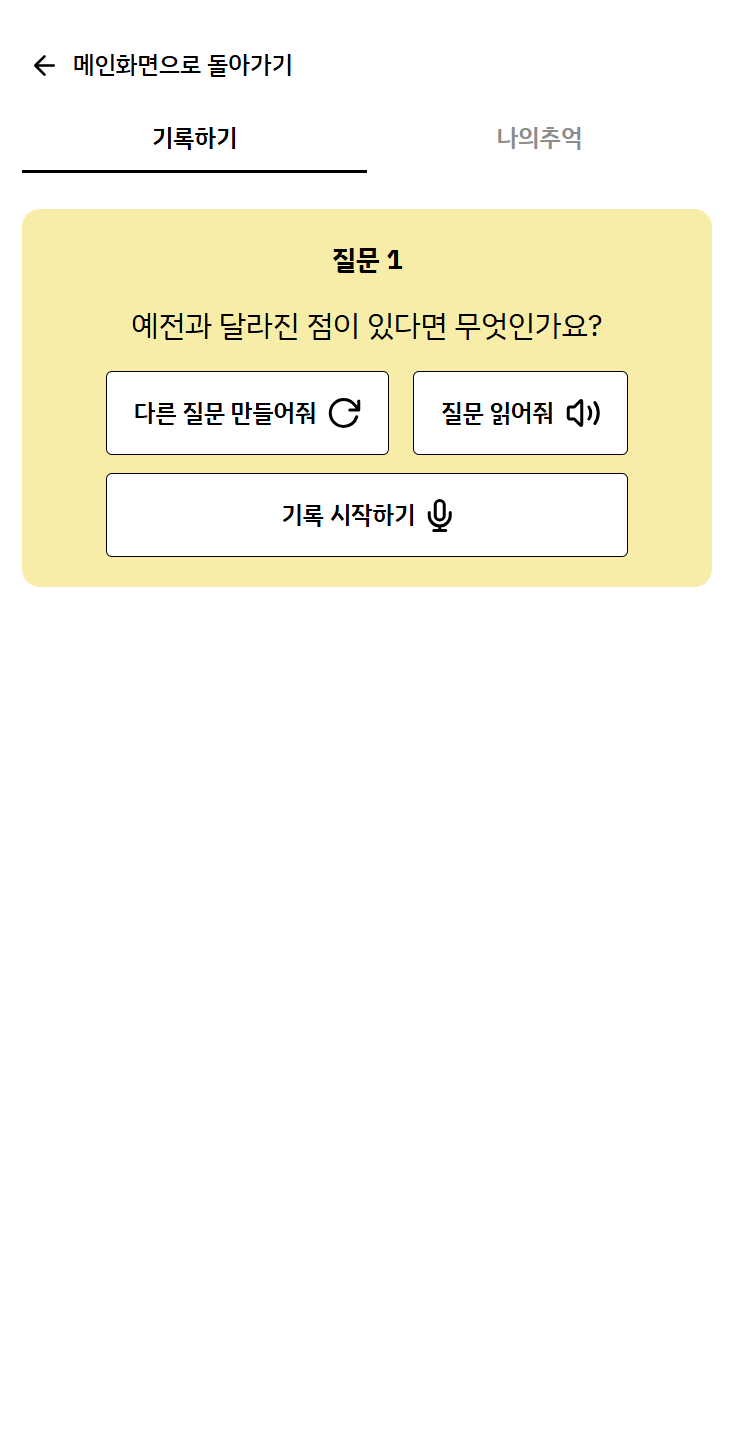 메인화면으로 돌아가기
기록하기 나의추억
질문 1
예전과 달라진 점이 있다면 무엇인가요?
다른 질문 만들어줘 질문 읽어줘
기록 시작하기